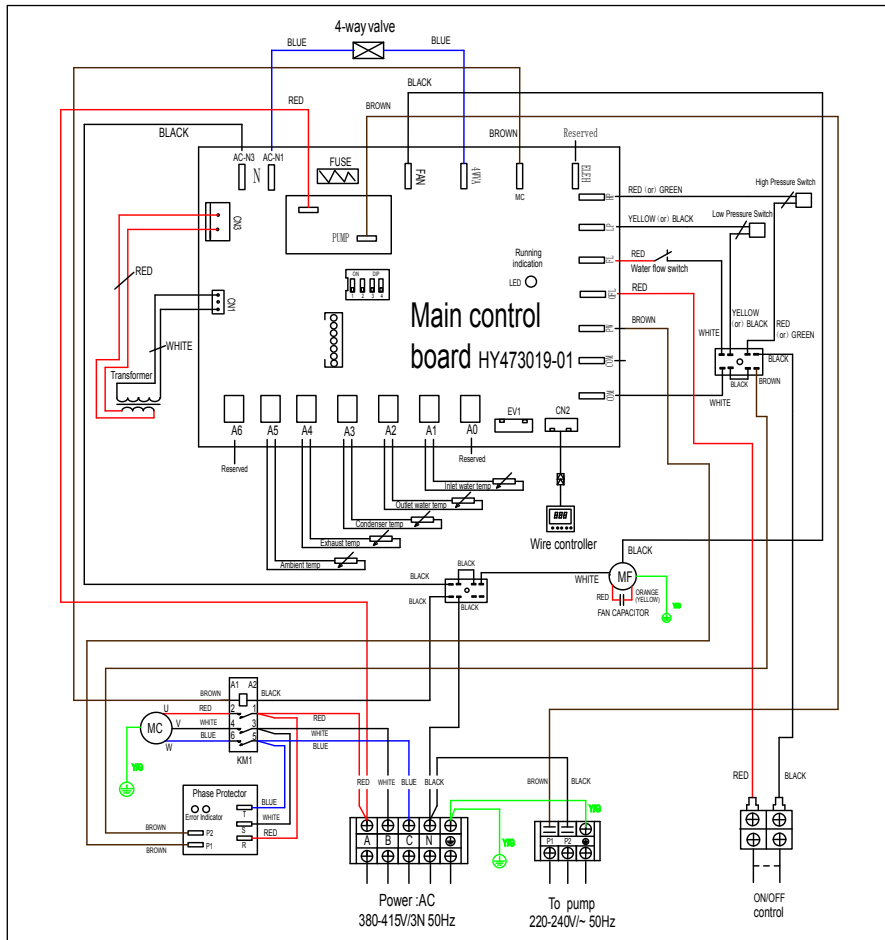 4-way valve
BLUE
BLUE
BLACK
RED
BROWN
BLACK
BROWN
Reserved
AC-N3
AC-N1
N
FUSE
FAN
4WVA
MC
PUMP
HP
RED (or) GREEN
High Pressure Switch
LP
YELLOW (or) BLACK
Low Pressure Switch
CN3
Running
indication
LED
FL
RED
Water flow switch
RED
RED
ON DIP
1 2 3 4
CN1
BROWN
WHITE
YELLOW
(or)
BLACK
RED
(or)
GREEN
Main control
board HY473019-01
WHITE
Transformer
COM
COM
BLACK
BLACK
BROWN
WHITE
A6
A5
A4
A3
A2
A1
A0
EV1
CN2
Reserved
Reserved
Inlet water temp
Outlet water temp
Condenser temp
Exhaust temp
Ambient temp
888
Wire controller
BLACK
BLACK
BLACK
BLACK
BLACK
WHITE
MF
RED
ORANGE
(YELLOW)
FAN CAPACITOR
Y/G
A1 A2
BROWN
BLACK
U
RED
2
1
RED
MC
V
WHITE
4
3
WHITE
W
BLUE
6
5
BLUE
KM1
Y/G
Phase Protector
Error Indicator
BLUE
T
WHITE
S
R
RED
BROWN
P2
P1
BROWN
RED
WHITE
BLUE
BLACK
BROWN
BLACK
Y/G
RED
BLACK
A
B
C
N
Y/G
P1
P2
Power :AC
380-415V/3N 50Hz
To pump
220-240V/~ 50Hz
ON/OFF
control